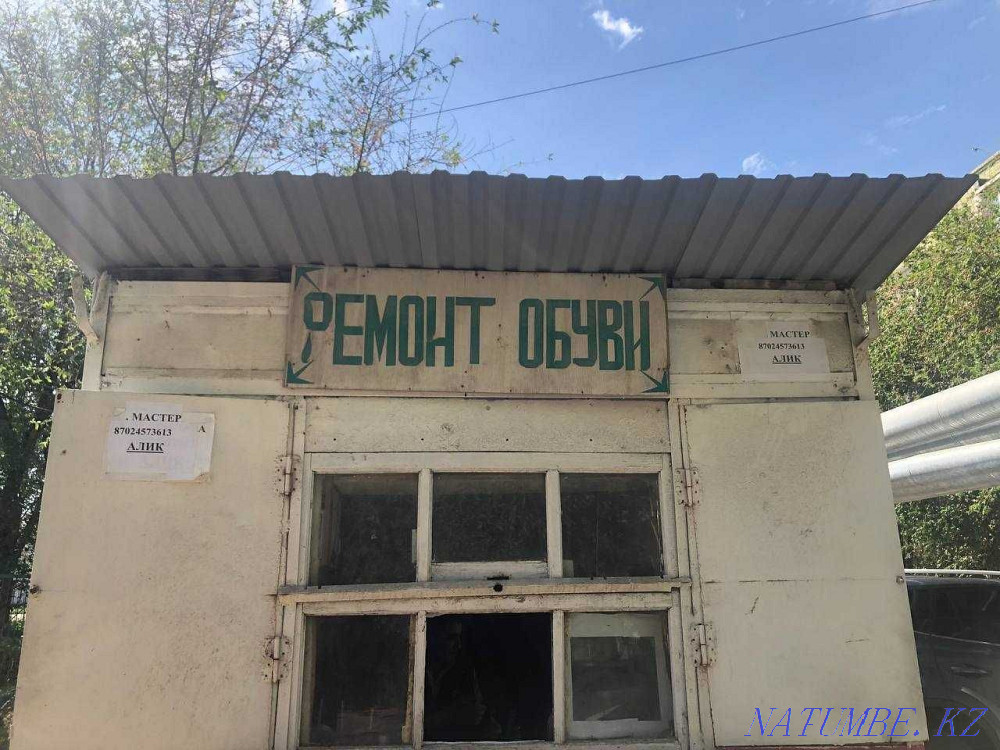 РЕМОНТ ОБУВИ
МАСТЕР
87024573613
АЛИК
. МАСТЕР
87024573613 А
АЛИК
NATUMBE. KZ